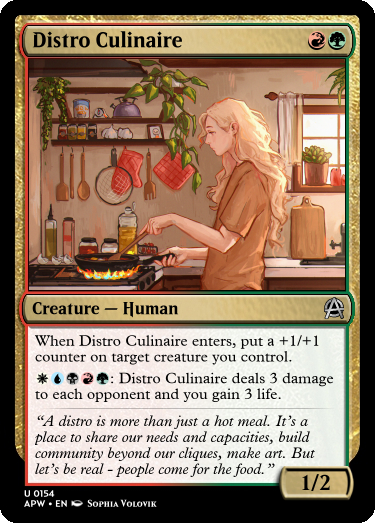 Distro Culinaire
Creature — Human
When Distro Culinaire enters, put a +1/+1
counter on target creature you control.
: Distro Culinaire deals 3 damage
to each opponent and you gain 3 life.
“A distro is more than just a hot meal. It’s a
place to share our needs and capacities, build
community beyond our cliques, make art. But
let’s be real - people come for the food.”
1/2
U 0154
APW • EN Sophia Volovik